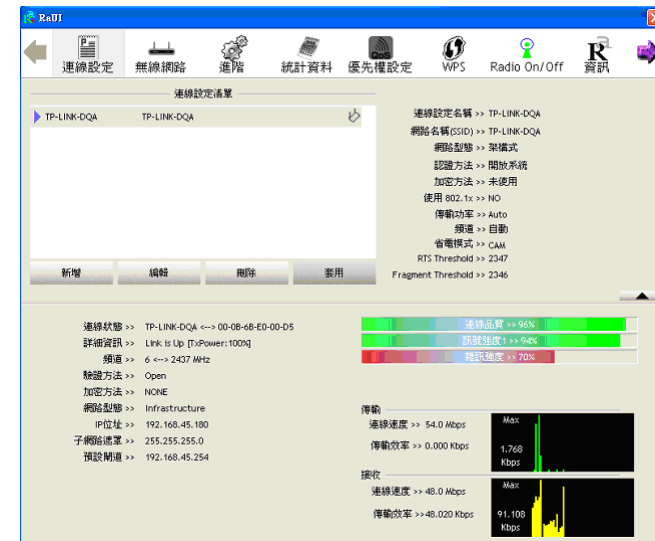 RaUI
連線設定 無線網路 進階 統計資料 優先權設定 WPS Radio On/Off 資訊
QoS
R
連線設定清單
TP-LINK-DQA TP-LINK-DQA
新增 編輯 刪除 套用
連線設定名稱 >> TP-LINK-DQA
網路名稱(SSID) >> TP-LINK-DQA
網路型態 >> 架構式
認證方法 >> 開放系統
加密方法 >> 未使用
使用 802.1x >> NO
傳輸功率 >> Auto
頻道 >> 自動
省電模式 >> CAM
RTS Threshold >> 2347
Fragment Threshold >> 2346
連線狀態 >> TP-LINK-DQA <--> 00-0B-6B-E0-00-D5
詳細資訊 >> Link is Up [TxPower:100%]
頻道 >> 6 <--> 2437 MHz
驗證方法 >> Open
加密方法 >> NONE
網路型態 >> Infrastructure
IP位址 >> 192.168.45.180
子網路遮罩 >> 255.255.255.0
預設閘道 >> 192.168.45.254
連線品質 >> 96%
訊號強度1 >> 94%
雜訊強度 >> 70%
傳輸
連線速度 >> 54.0 Mbps
傳輸效率 >> 0.000 Kbps
Max
1.768
Kbps
接收
連線速度 >> 48.0 Mbps
傳輸效率 >> 48.020 Kbps
Max
91.108
Kbps